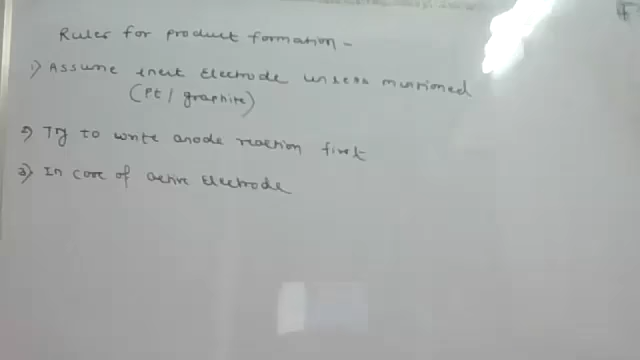 Rules for product formation -
1) Assume inert Electrode unless mentioned
(Pt / graphite)
2) Try to write anode reaction first
3) In case of active Electrode